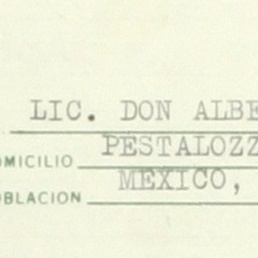 LIC. DON ALBE
OMICILIO PESTALOZZ
OBLACION MEXICO,